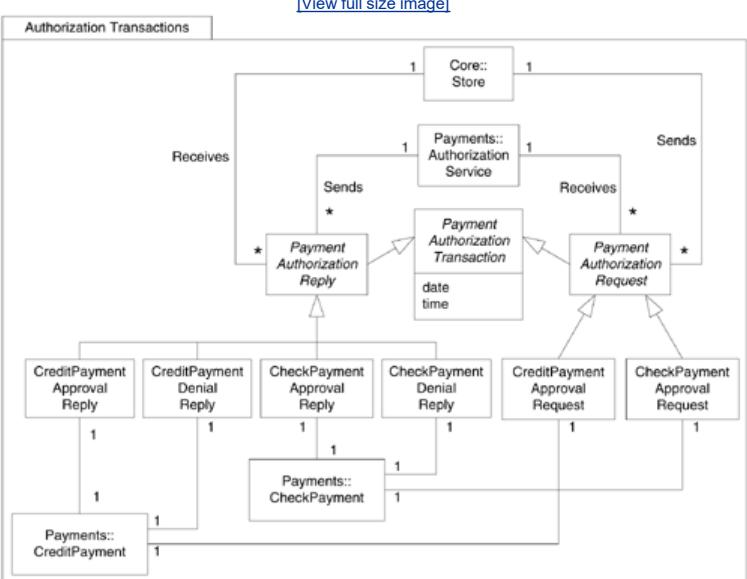 [View full size image]
Authorization Transactions
1
Core::
Store
1
Receives
Sends
1
Payments::
Authorization
Service
1
Sends
Receives
*
*
*
*
Payment
Authorization
Reply
Payment
Authorization
Transaction
date
time
Payment
Authorization
Request
CreditPayment
Approval
Reply
CreditPayment
Denial
Reply
CheckPayment
Approval
Reply
CheckPayment
Denial
Reply
CreditPayment
Approval
Request
CheckPayment
Approval
Request
1
1
1
1
1
1
1
Payments::
CheckPayment
1
1
1
Payments::
CreditPayment
1
1